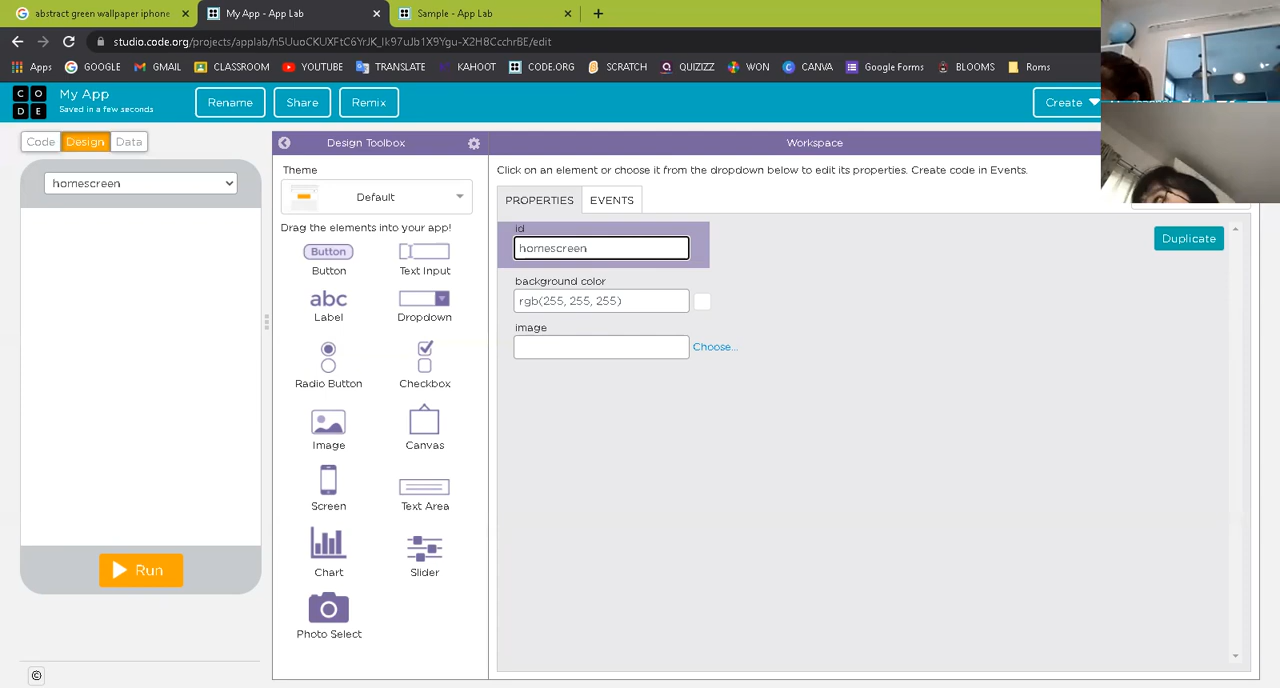 abstract green wallpaper iphone
My App - App Lab
Sample - App Lab
studio.code.org/projects/applab/h5UuoCKUXFtC6YrJK_Ik97uJb1X9Ygu-X2H8CcchrBE/edit
Apps GOOGLE GMAIL CLASSROOM YOUTUBE TRANSLATE KAHOOT CODE.ORG SCRATCH QUIZIZZ WON CANVA Google Forms BLOOMS Roms
C O
D E
My App
Saved in a few seconds
Rename Share Remix Create
Code Design Data
homescreen
Run
Design Toolbox
Theme
Default
Drag the elements into your app!
Button
Button Text Input
abc
Label Dropdown
Radio Button Checkbox
Image Canvas
Screen Text Area
Chart Slider
Photo Select
Workspace
Click on an element or choose it from the dropdown below to edit its properties. Create code in Events.
PROPERTIES EVENTS
id
homescreen
Duplicate
background color
rgb(255, 255, 255)
image
Choose...
©